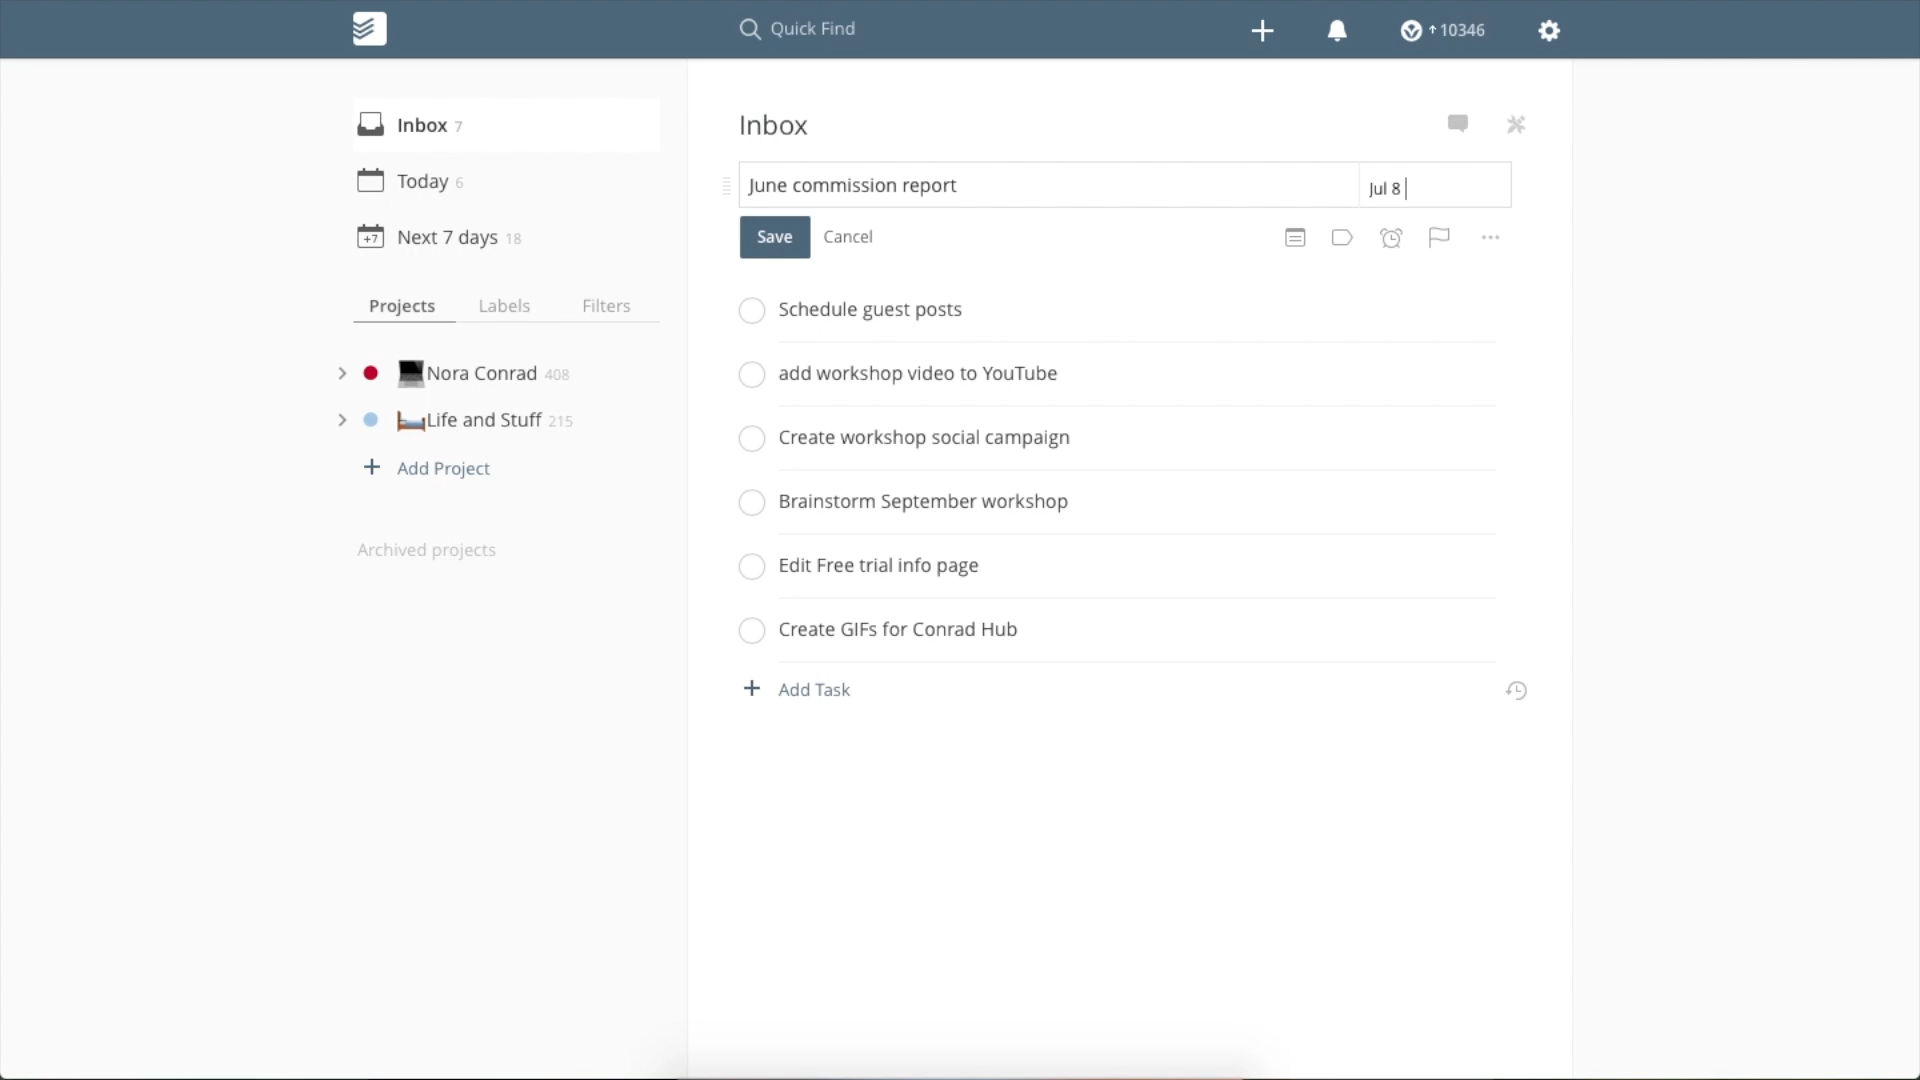 Quick Find
10346
Inbox 7
Today 6
+7 Next 7 days 18
Projects Labels Filters
Nora Conrad 408
Life and Stuff 215
+ Add Project
Archived projects
Inbox
June commission report Jul 8
Save Cancel
Schedule guest posts
add workshop video to YouTube
Create workshop social campaign
Brainstorm September workshop
Edit Free trial info page
Create GIFs for Conrad Hub
+ Add Task